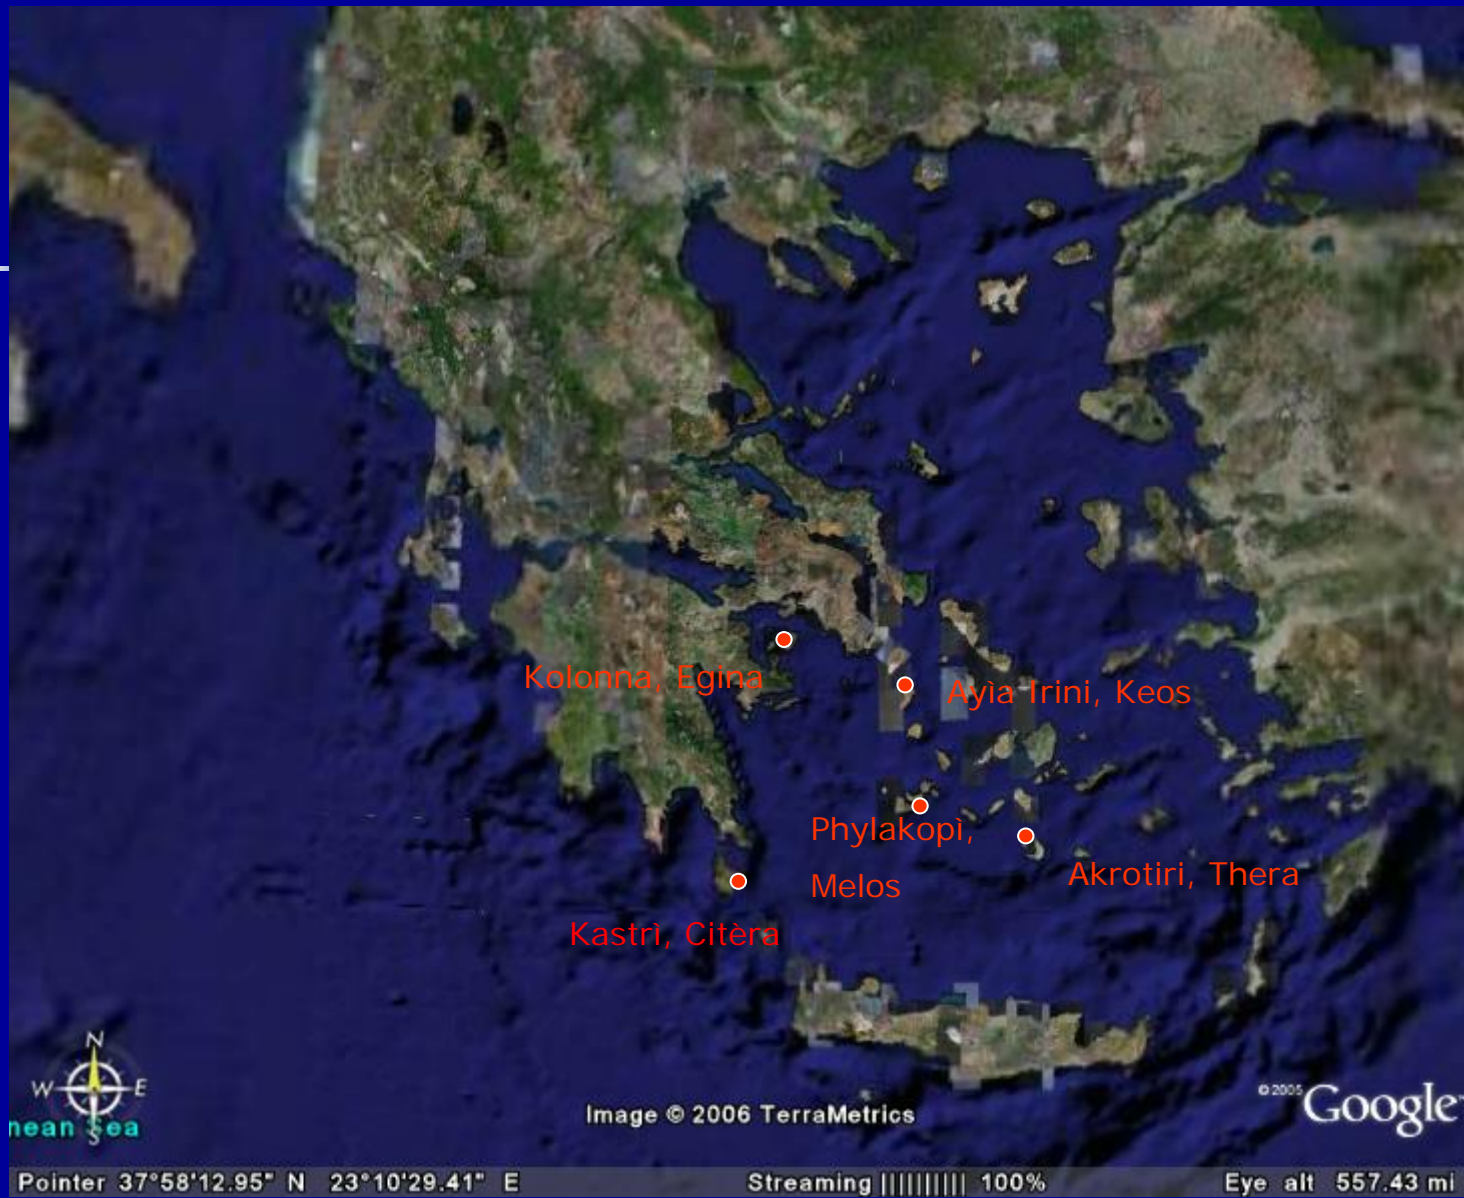 Kolonna, Egina
Ayìa Irini, Keos
Phylakopì,
Melos
Akrotiri, Thera
Kastrì, Citèra
N
W E
S
nean Sea
Image © 2006 TerraMetrics
©2005 Google
Pointer 37°58'12.95" N 23°10'29.41" E Streaming |||||||||| 100% Eye alt 557.43 mi